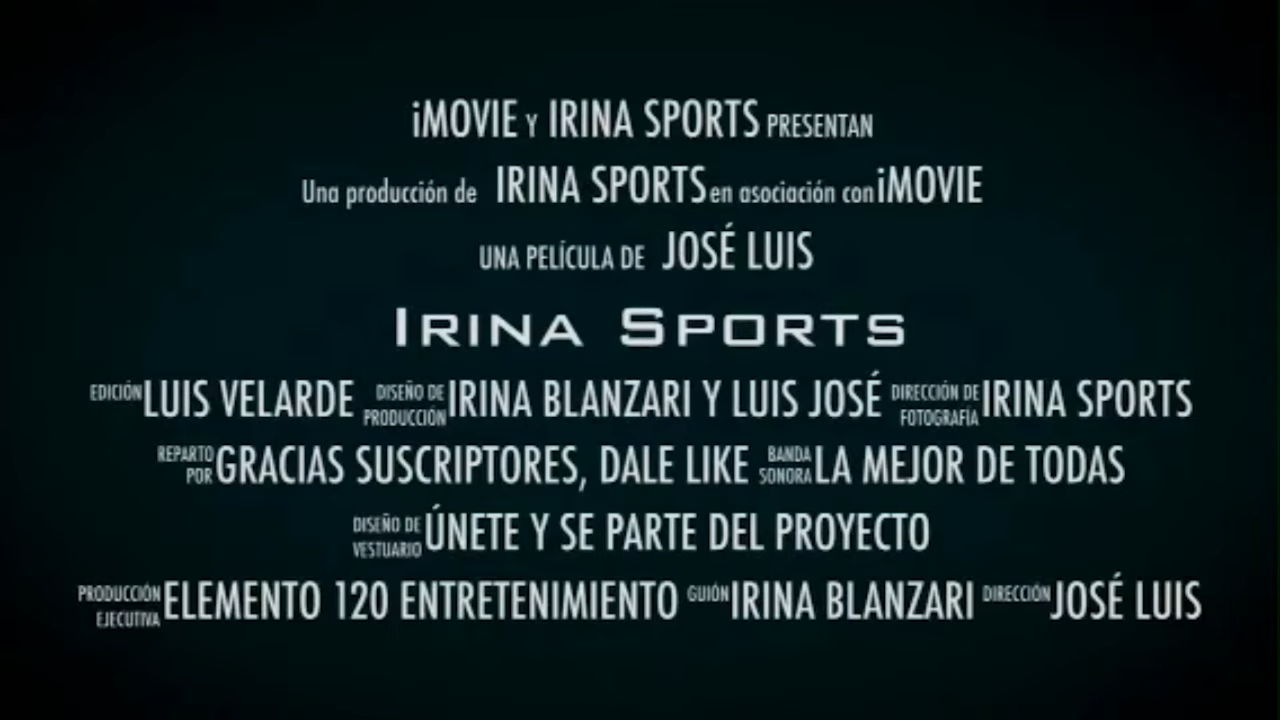 iMOVIE Y IRINA SPORTS PRESENTAN
Una producción de IRINA SPORTS en asociación con iMOVIE
UNA PELÍCULA DE JOSÉ LUIS
IRINA SPORTS
EDICIÓN LUIS VELARDE DISEÑO DE PRODUCCIÓN IRINA BLANZARI Y LUIS JOSÉ DIRECCIÓN DE FOTOGRAFÍA IRINA SPORTS
REPARTO POR GRACIAS SUSCRIPTORES, DALE LIKE BANDA SONORA LA MEJOR DE TODAS
DISEÑO DE VESTUARIO ÚNETE Y SE PARTE DEL PROYECTO
PRODUCCIÓN EJECUTIVA ELEMENTO 120 ENTRETENIMIENTO GUIÓN IRINA BLANZARI DIRECCIÓN JOSÉ LUIS